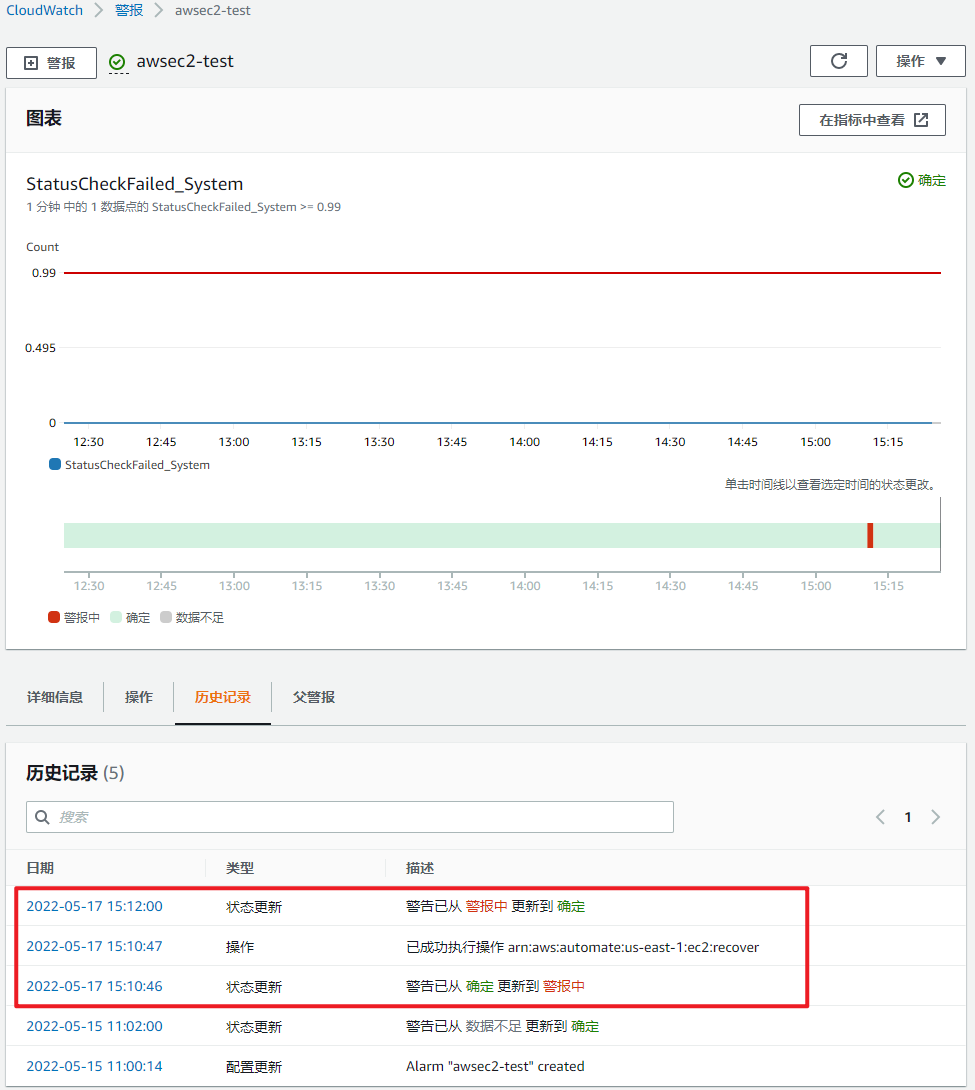 CloudWatch > 警报 > awsec2-test
警报 awsec2-test 操作
图表 在指标中查看
StatusCheckFailed_System 确定
1 分钟 中的 1 数据点的 StatusCheckFailed_System >= 0.99
Count
0.99
0.495
0
12:30 12:45 13:00 13:15 13:30 13:45 14:00 14:15 14:30 14:45 15:00 15:15
StatusCheckFailed_System
单击时间线以查看选定时间的状态更改。
12:30 12:45 13:00 13:15 13:30 13:45 14:00 14:15 14:30 14:45 15:00 15:15
警报中 确定 数据不足
详细信息 操作 历史记录 父警报
历史记录 (5)
搜索 1
日期 类型 描述
2022-05-17 15:12:00 状态更新 警告已从 警报中 更新到 确定
2022-05-17 15:10:47 操作 已成功执行操作 arn:aws:automate:us-east-1:ec2:recover
2022-05-17 15:10:46 状态更新 警告已从 确定 更新到 警报中
2022-05-15 11:02:00 状态更新 警告已从 数据不足 更新到 确定
2022-05-15 11:00:14 配置更新 Alarm "awsec2-test" created